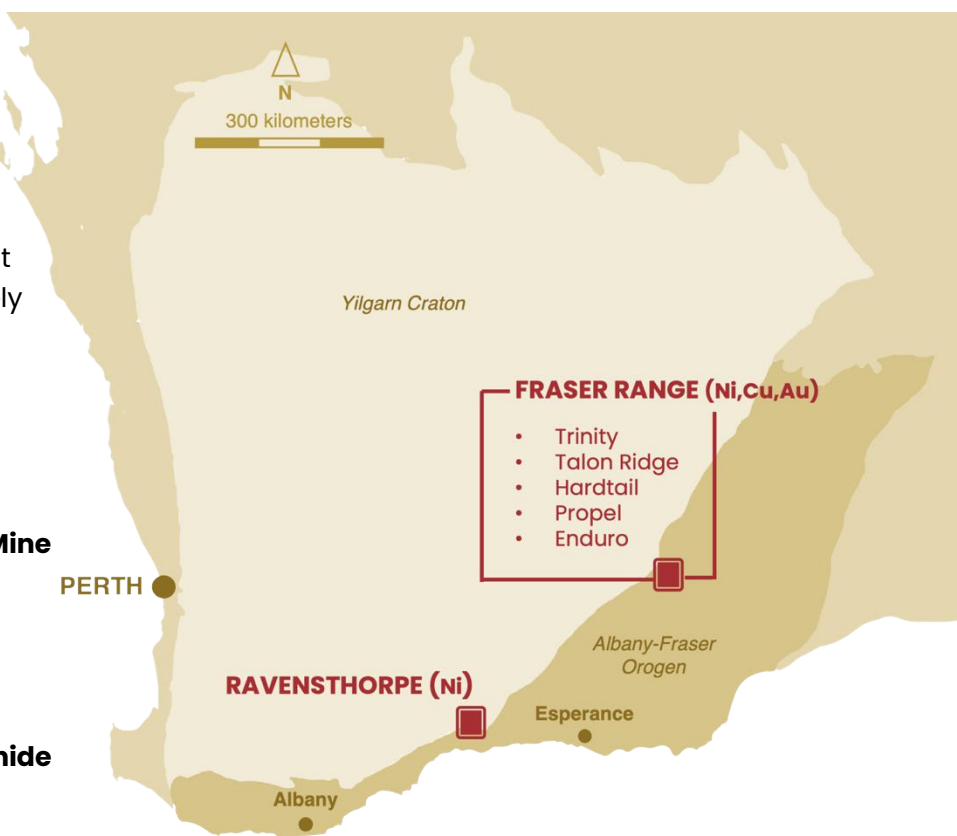 N
300 kilometers
t
ly
Yilgarn Craton
FRASER RANGE (Ni,Cu,Au)
• Trinity
• Talon Ridge
• Hardtail
• Propel
• Enduro
Mine
PERTH
Albany-Fraser
Orogen
RAVENSTHORPE (Ni)
Esperance
Albany